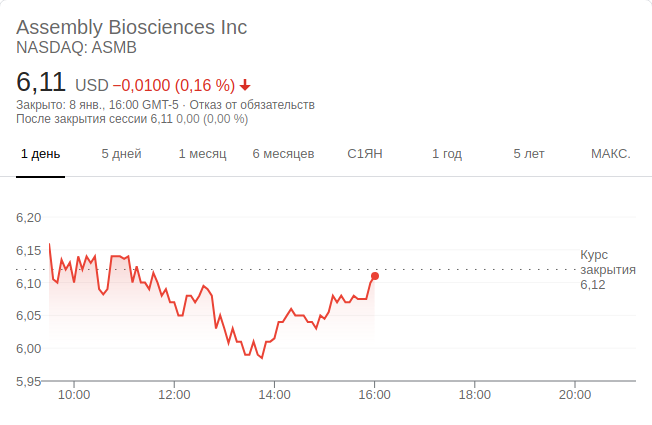 Assembly Biosciences Inc
NASDAQ: ASMB
6,11 USD −0,0100 (0,16 %)
Закрыто: 8 янв., 16:00 GMT-5 · Отказ от обязательств
После закрытия сессии 6,11 0,00 (0,00 %)
1 день 5 дней 1 месяц 6 месяцев С1ЯН 1 год 5 лет МАКС.
6,20
6,15
6,10
6,05
6,00
5,95
Курс
закрытия
6,12
10:00 12:00 14:00 16:00 18:00 20:00